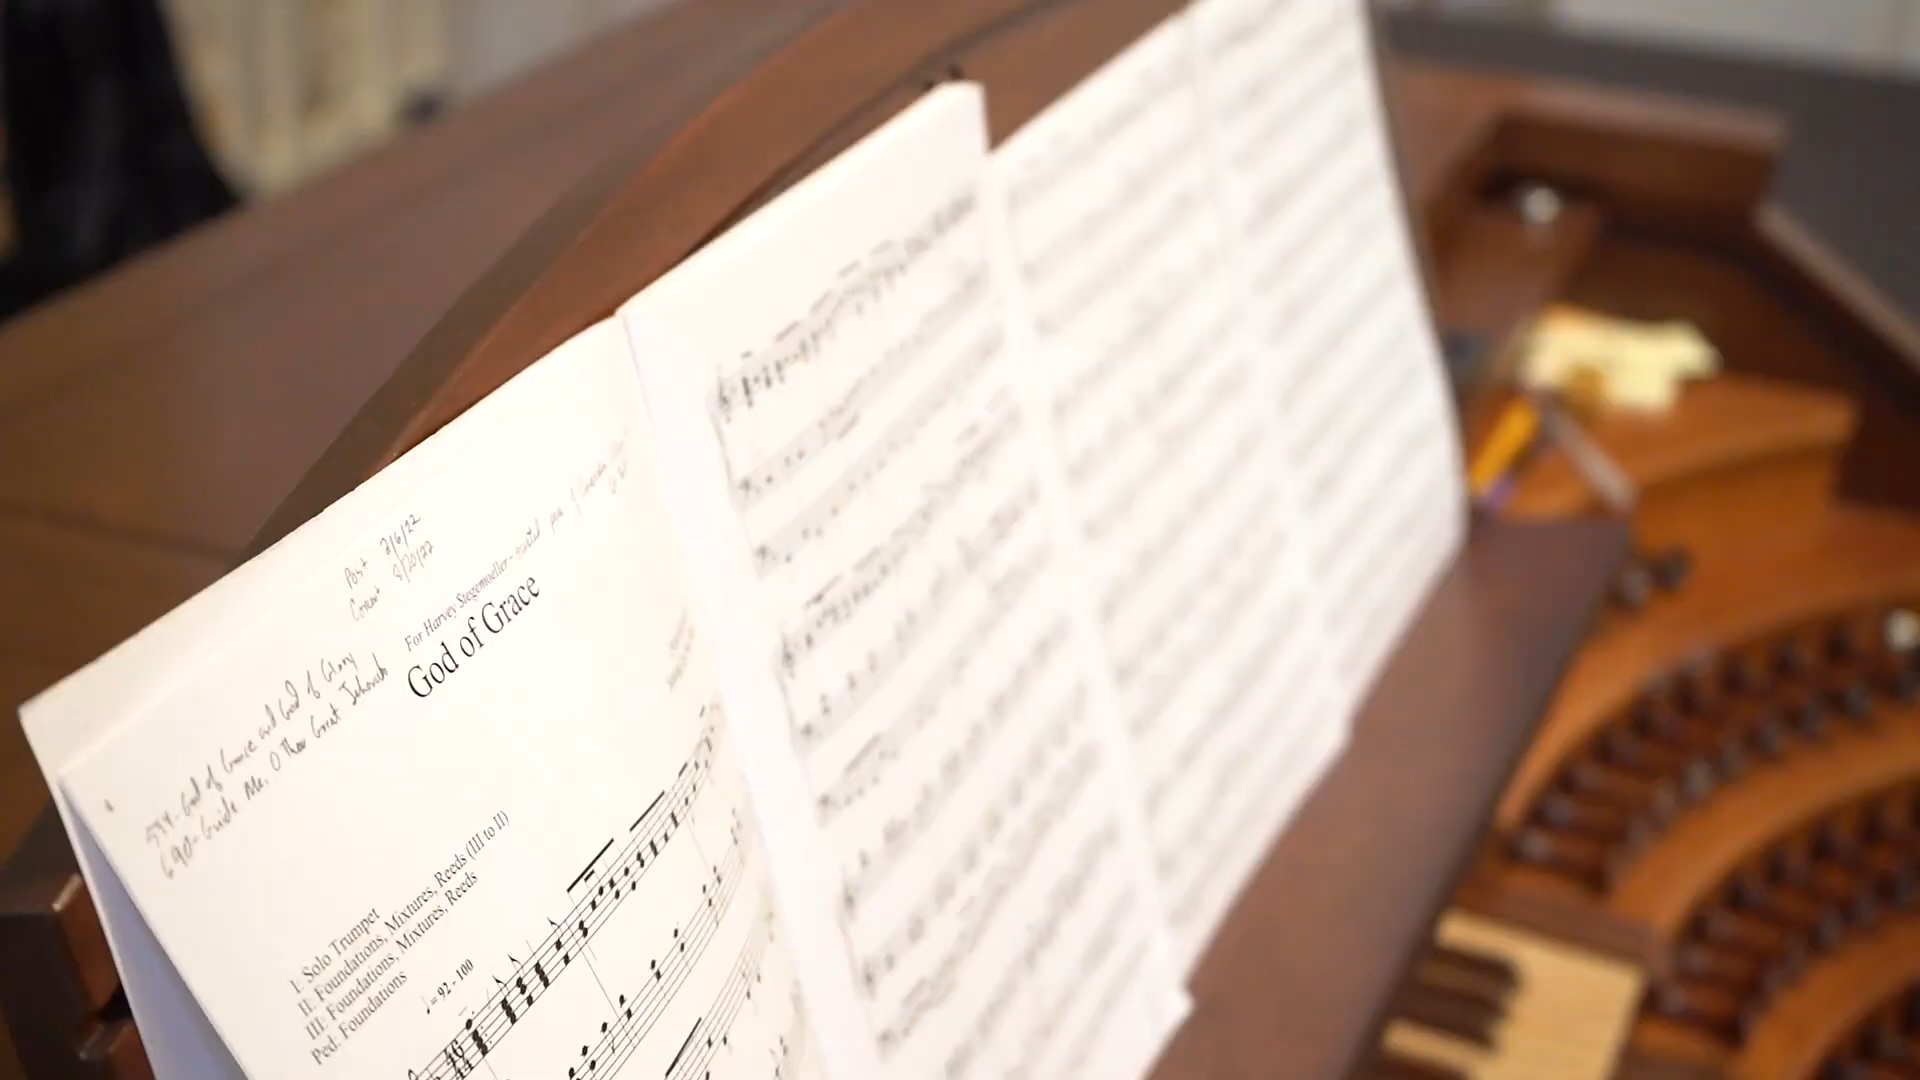 Post 2/6/22
8/20/22
For Harvey Stegemoeller-
God of Grace
594- God of Grace and God of Glory
690- Guide Me, O Thou Great Jehovah
I: Solo Trumpet
II: Foundations, Mixtures, Reeds (III to II)
III: Foundations, Mixtures, Reeds
Ped: Foundations
♩ = 92 - 100